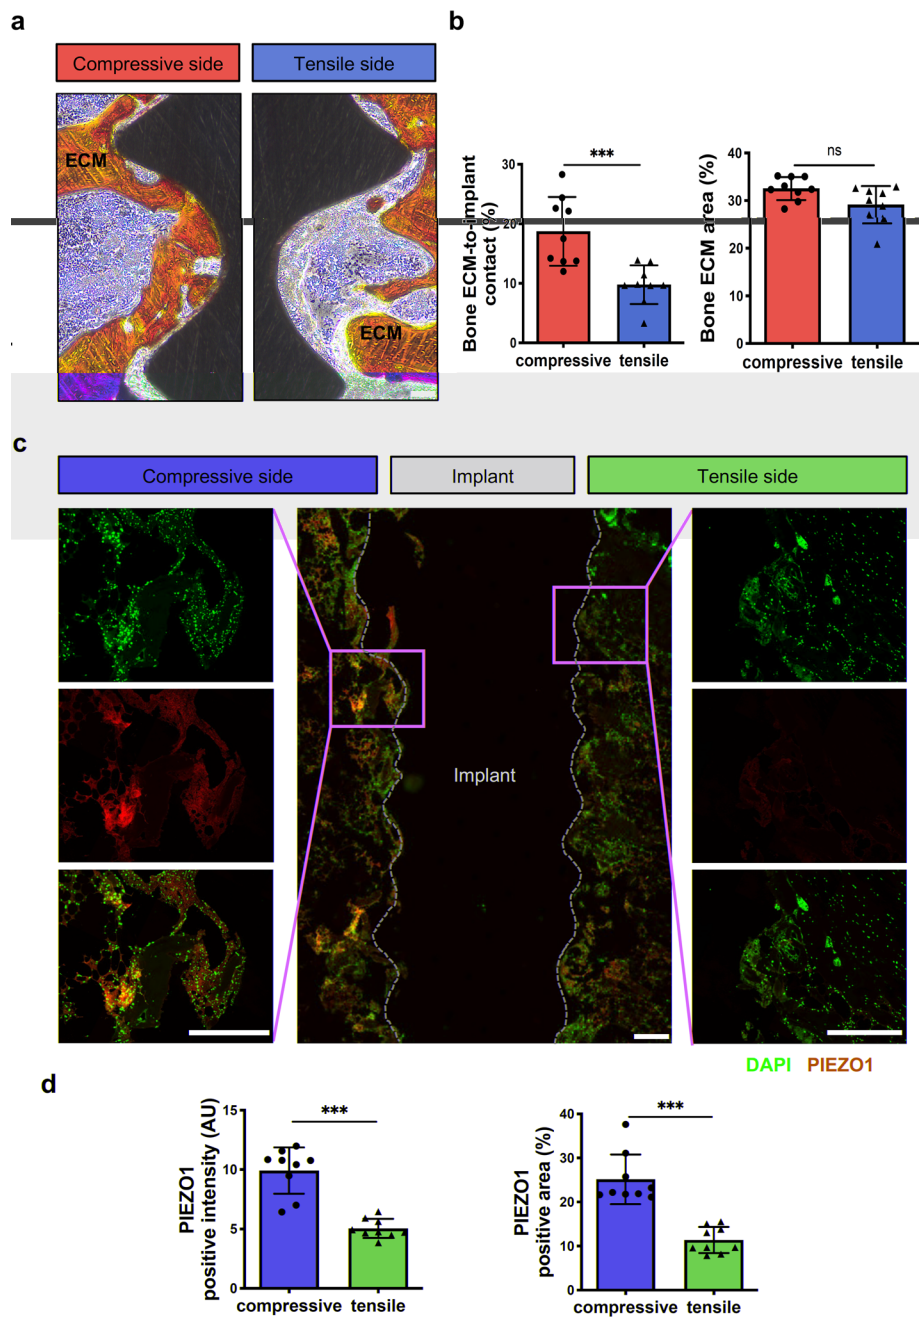 a
Compressive side
Tensile side
ECM
ECM
b
Bone ECM-to-implant
contact (%)
30
20
10
0
***
compressive
tensile
Bone ECM area (%)
40
30
20
10
0
ns
compressive
tensile
c
Compressive side
Implant
Tensile side
Implant
DAPI PIEZO1
d
PIEZO1
positive intensity (AU)
15
10
5
0
***
compressive
tensile
PIEZO1
positive area (%)
40
30
20
10
0
***
compressive
tensile